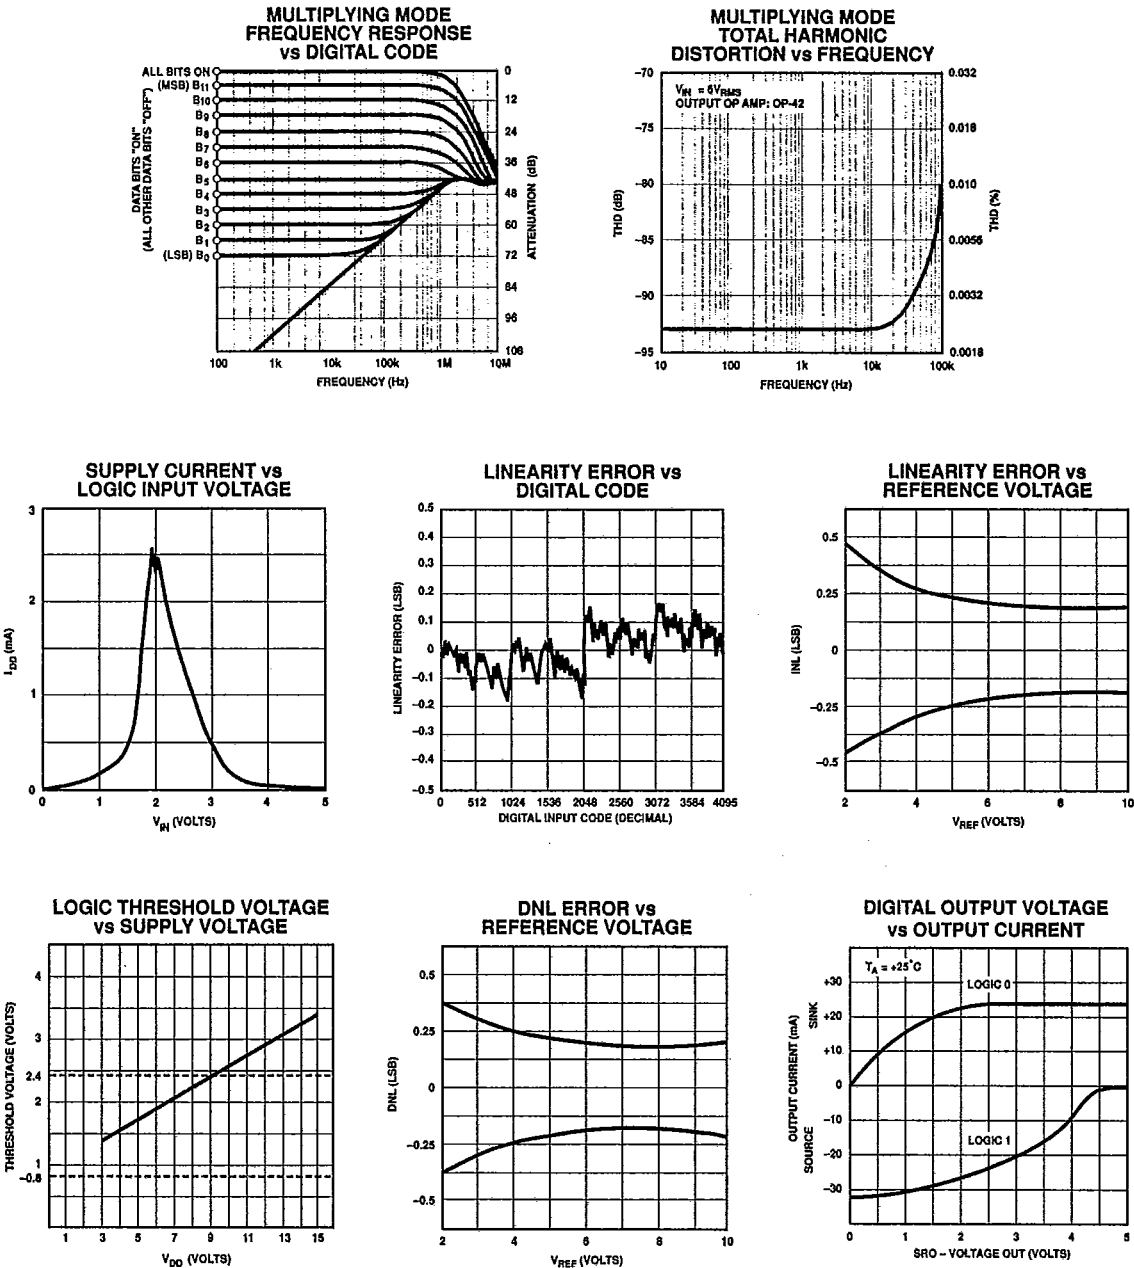 MULTIPLYING MODE
FREQUENCY RESPONSE
vs DIGITAL CODE
ALL BITS ON
(MSB) B11
B10
B9
B8
B7
B6
B5
B4
B3
B2
B1
(LSB) B0
DATA BITS "ON"
(ALL OTHER DATA BITS "OFF")
0
12
24
36
48
60
72
84
96
108
ATTENUATION (dB)
100 1k 10k 100k 1M 10M
FREQUENCY (Hz)
MULTIPLYING MODE
TOTAL HARMONIC
DISTORTION vs FREQUENCY
VIN = 6VRMS
OUTPUT OP AMP: OP-42
-70
-75
-80
-85
-90
-95
THD (dB)
0.032
0.018
0.010
0.0056
0.0032
0.0018
THD (%)
10 100 1k 10k 100k
FREQUENCY (Hz)
SUPPLY CURRENT vs
LOGIC INPUT VOLTAGE
3
2
1
0
IDD (mA)
0 1 2 3 4 5
VIN (VOLTS)
LINEARITY ERROR vs
DIGITAL CODE
0.5
0.4
0.3
0.2
0.1
0
-0.1
-0.2
-0.3
-0.4
-0.5
LINEARITY ERROR (LSB)
0 512 1024 1536 2048 2560 3072 3584 4095
DIGITAL INPUT CODE (DECIMAL)
LINEARITY ERROR vs
REFERENCE VOLTAGE
0.5
0.25
0
-0.25
-0.5
INL (LSB)
2 4 6 8 10
VREF (VOLTS)
LOGIC THRESHOLD VOLTAGE
vs SUPPLY VOLTAGE
4
3
2.4
2
1
-0.8
THRESHOLD VOLTAGE (VOLTS)
1 3 5 7 9 11 13 15
VDD (VOLTS)
DNL ERROR vs
REFERENCE VOLTAGE
0.5
0.25
0
-0.25
-0.5
DNL (LSB)
2 4 6 8 10
VREF (VOLTS)
DIGITAL OUTPUT VOLTAGE
vs OUTPUT CURRENT
TA = +25°C
LOGIC 0
LOGIC 1
+30
+20
+10
0
-10
-20
-30
OUTPUT CURRENT (mA)
SOURCE SINK
0 1 2 3 4 5
SRO – VOLTAGE OUT (VOLTS)